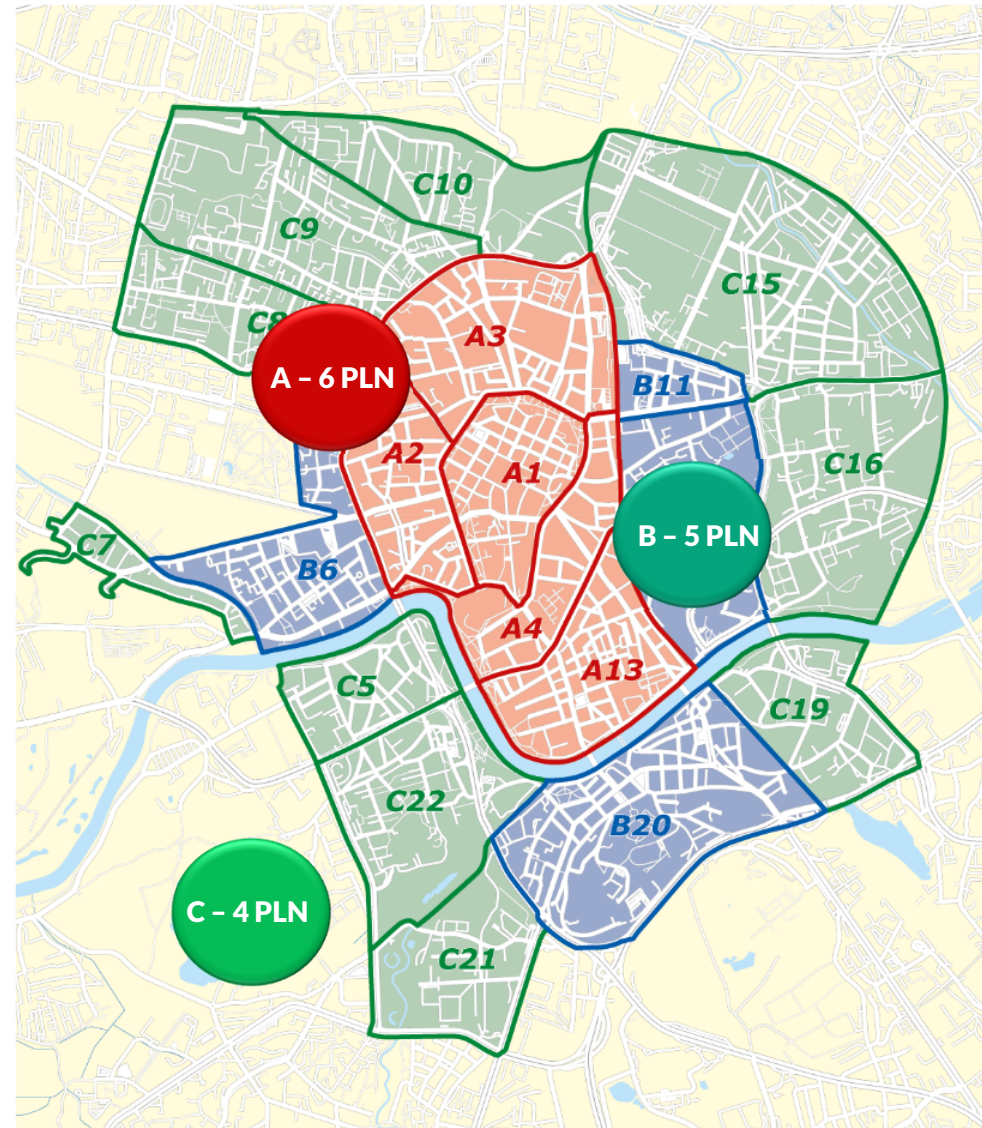 C10
C9
C15
C8
A3
A – 6 PLN
B11
A2
A1
C16
B – 5 PLN
C7
B6
A4
A13
C5
C19
C22
B20
C – 4 PLN
C21